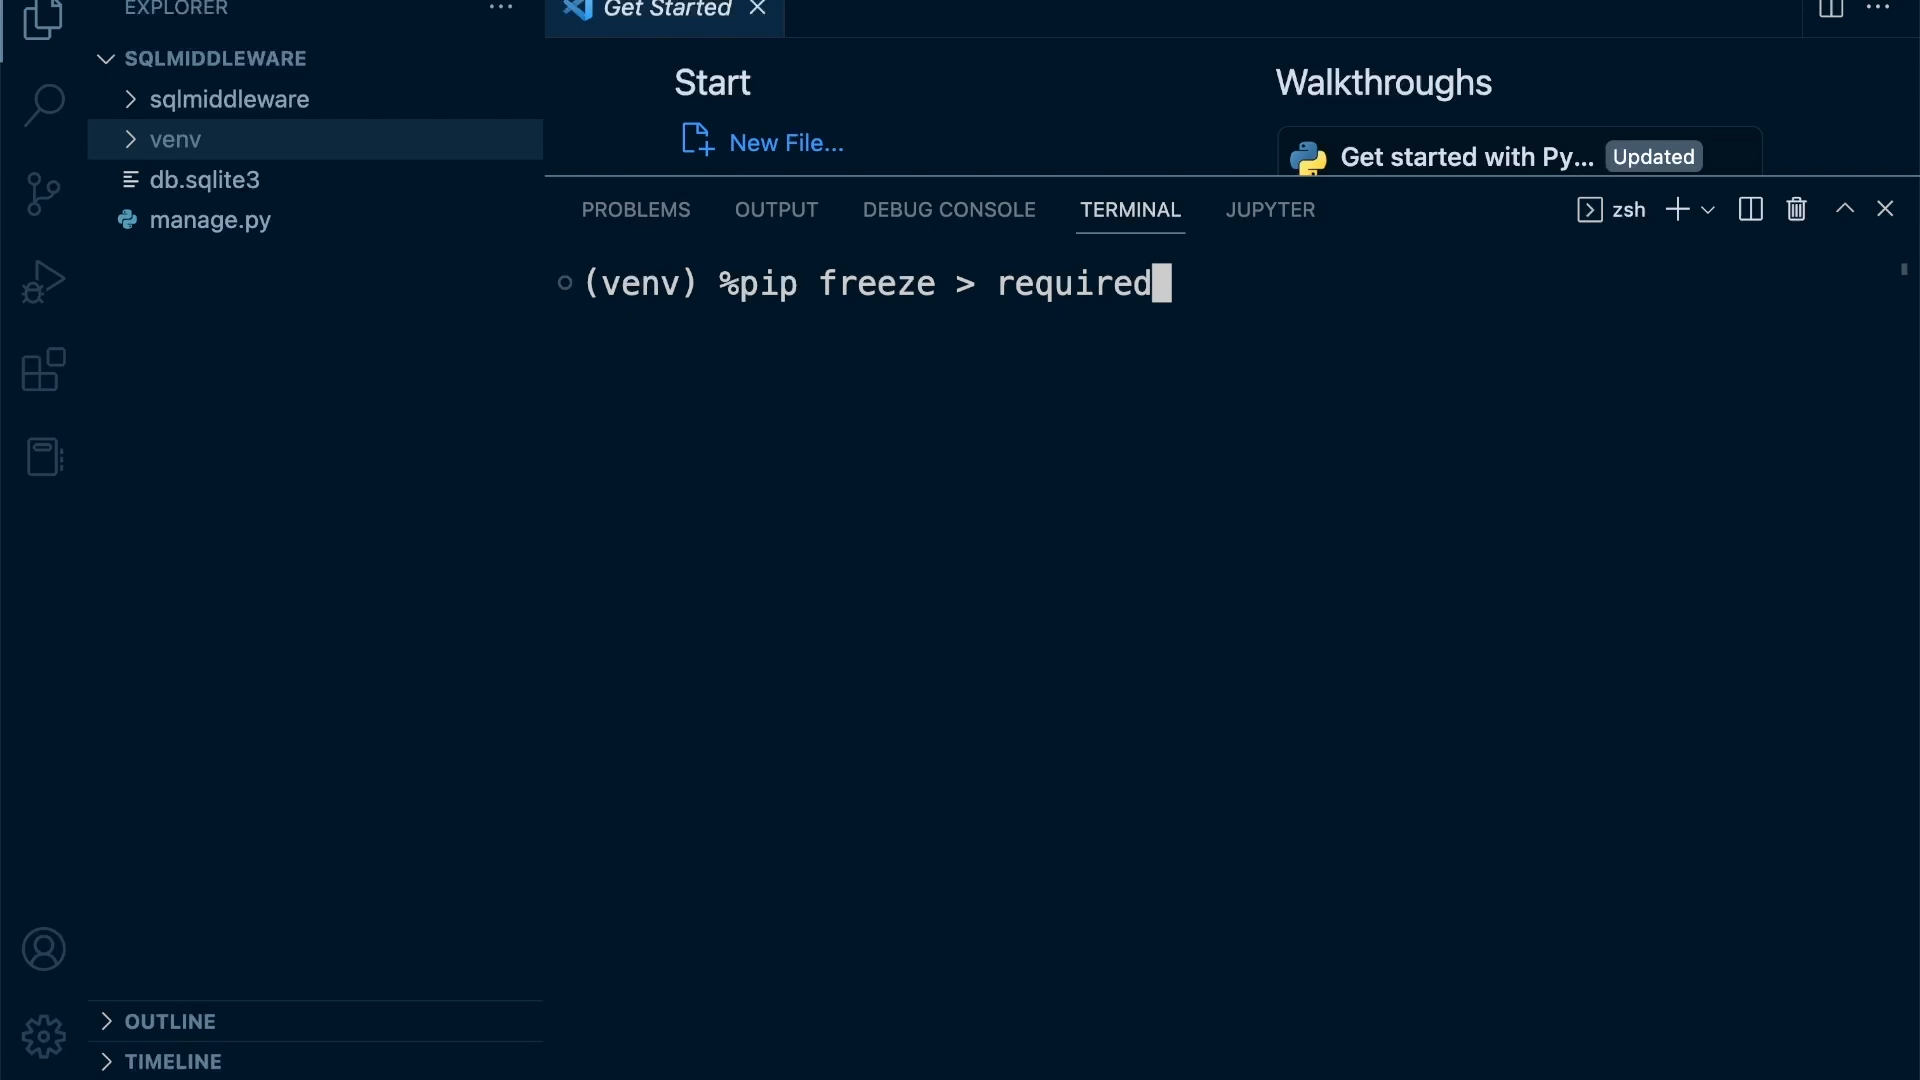 EXPLORER
Get Started
SQLMIDDLEWARE
sqlmiddleware
venv
db.sqlite3
manage.py
Start
New File...
Walkthroughs
Get started with Py... Updated
PROBLEMS OUTPUT DEBUG CONSOLE TERMINAL JUPYTER zsh
(venv) %pip freeze > required
OUTLINE
TIMELINE